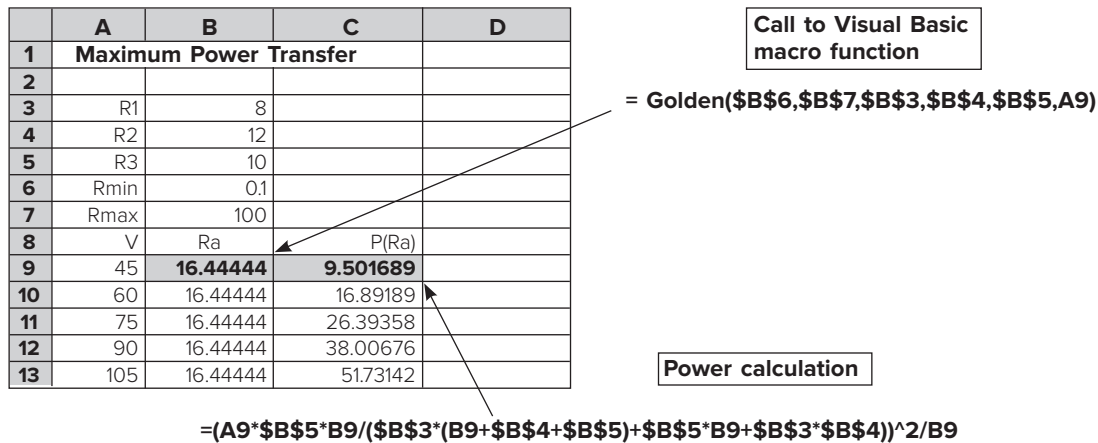 A B C D
1 Maximum Power Transfer
2
3 R1 8
4 R2 12
5 R3 10
6 Rmin 0.1
7 Rmax 100
8 V Ra P(Ra)
9 45 16.44444 9.501689
10 60 16.44444 16.89189
11 75 16.44444 26.39358
12 90 16.44444 38.00676
13 105 16.44444 51.73142
Call to Visual Basic
macro function
= Golden($B$6,$B$7,$B$3,$B$4,$B$5,A9)
Power calculation
=(A9*$B$5*B9/($B$3*(B9+$B$4+$B$5)+$B$5*B9+$B$3*$B$4))^2/B9